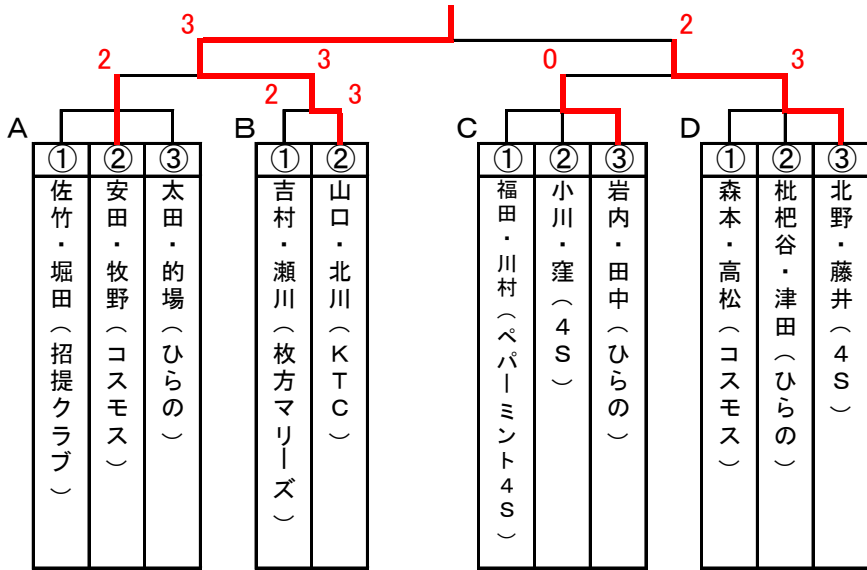 3
2
2
3
0
3
2
3
A
B
C
D
①
佐竹・堀田(招提クラブ)
②
安田・牧野(コスモス)
③
太田・的場(ひらの)
①
吉村・瀬川(枚方マリーズ)
②
山口・北川(KTC)
①
福田・川村(ペパーミント4S)
②
小川・窪(4S)
③
岩内・田中(ひらの)
①
森本・高松(コスモス)
②
枇杷谷・津田(ひらの)
③
北野・藤井(4S)